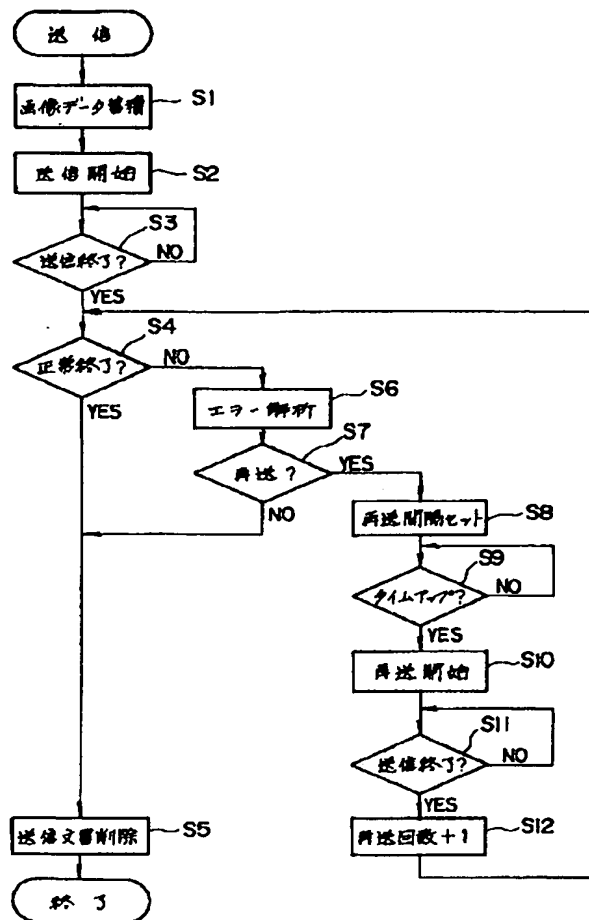 送信
画像データ蓄積
S1
送信開始
S2
S3
送信終了?
NO
YES
S4
正常終了?
NO
YES
エラー解析
S6
S7
再送?
YES
NO
再送間隔セット
S8
S9
タイムアップ?
NO
YES
再送開始
S10
S11
送信終了?
NO
YES
再送回数+1
S12
送信文書削除
S5
終了